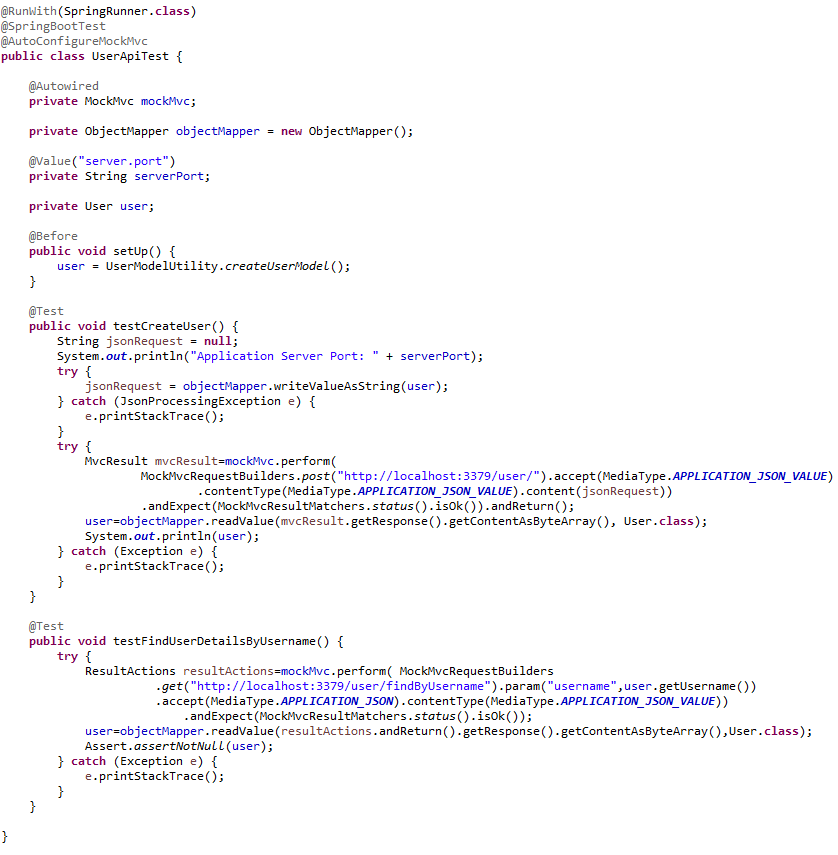 @RunWith(SpringRunner.class)
@SpringBootTest
@AutoConfigureMockMvc
public class UserApiTest {
@Autowired
private MockMvc mockMvc;
private ObjectMapper objectMapper = new ObjectMapper();
@Value("server.port")
private String serverPort;
private User user;
@Before
public void setUp() {
user = UserModelUtility.createUserModel();
}
@Test
public void testCreateUser() {
String jsonRequest = null;
System.out.println("Application Server Port: " + serverPort);
try {
jsonRequest = objectMapper.writeValueAsString(user);
} catch (JsonProcessingException e) {
e.printStackTrace();
}
try {
MvcResult mvcResult=mockMvc.perform(
MockMvcRequestBuilders.post("http://localhost:3379/user/").accept(MediaType.APPLICATION_JSON_VALUE)
.contentType(MediaType.APPLICATION_JSON_VALUE).content(jsonRequest))
.andExpect(MockMvcResultMatchers.status().isOk()).andReturn();
user=objectMapper.readValue(mvcResult.getResponse().getContentAsByteArray(), User.class);
System.out.println(user);
} catch (Exception e) {
e.printStackTrace();
}
}
@Test
public void testFindUserDetailsByUsername() {
try {
ResultActions resultActions=mockMvc.perform( MockMvcRequestBuilders
.get("http://localhost:3379/user/findByUsername").param("username",user.getUsername())
.accept(MediaType.APPLICATION_JSON).contentType(MediaType.APPLICATION_JSON_VALUE))
.andExpect(MockMvcResultMatchers.status().isOk());
user=objectMapper.readValue(resultActions.andReturn().getResponse().getContentAsByteArray(),User.class);
Assert.assertNotNull(user);
} catch (Exception e) {
e.printStackTrace();
}
}
}